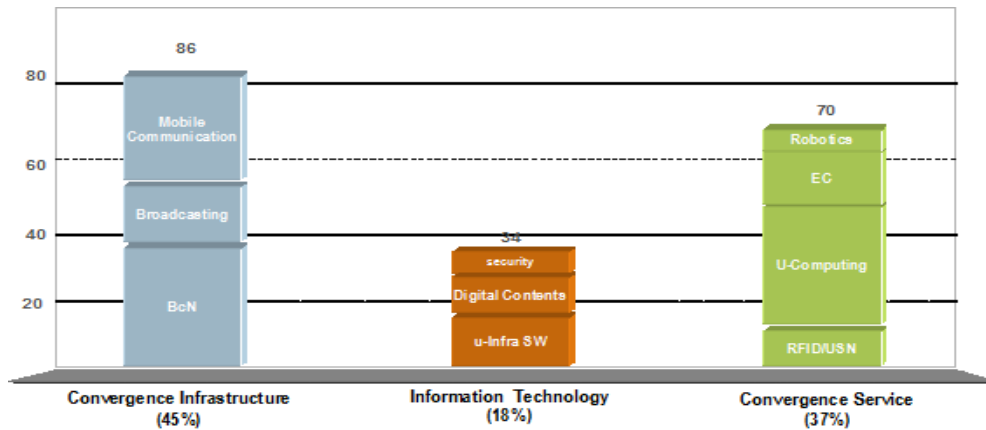 86
80
Mobile
Communication
70
Robotics
60
EC
Broadcasting
40
34
security
U-Computing
Digital Contents
BcN
20
u-Infra SW
RFID/USN
Convergence Infrastructure
(45%)
Information Technology
(18%)
Convergence Service
(37%)